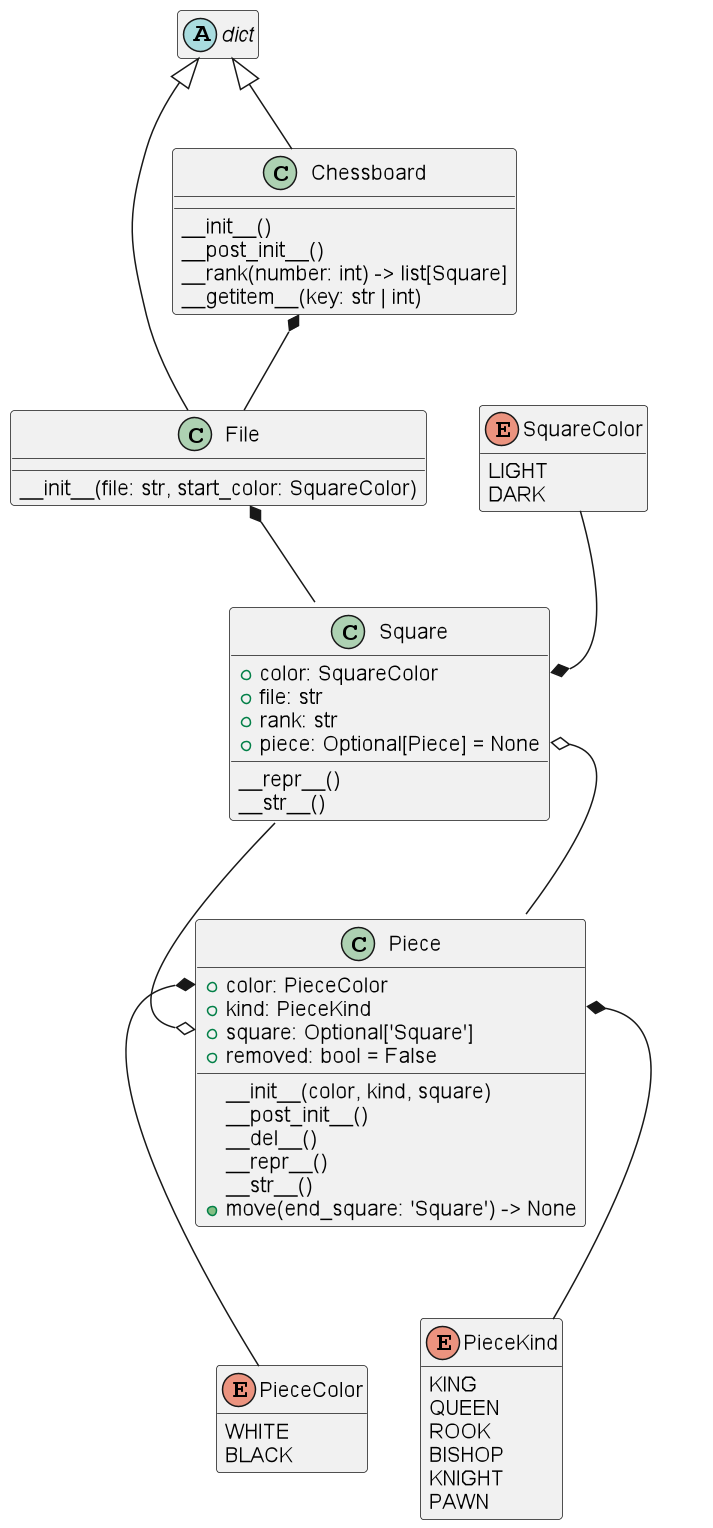 A dict
C Chessboard
__init__()
__post_init__()
__rank(number: int) -> list[Square]
__getitem__(key: str | int)
C File
__init__(file: str, start_color: SquareColor)
E SquareColor
LIGHT
DARK
C Square
color: SquareColor
file: str
rank: str
piece: Optional[Piece] = None
__repr__()
__str__()
C Piece
color: PieceColor
kind: PieceKind
square: Optional['Square']
removed: bool = False
__init__(color, kind, square)
__post_init__()
__del__()
__repr__()
__str__()
move(end_square: 'Square') -> None
E PieceColor
WHITE
BLACK
E PieceKind
KING
QUEEN
ROOK
BISHOP
KNIGHT
PAWN